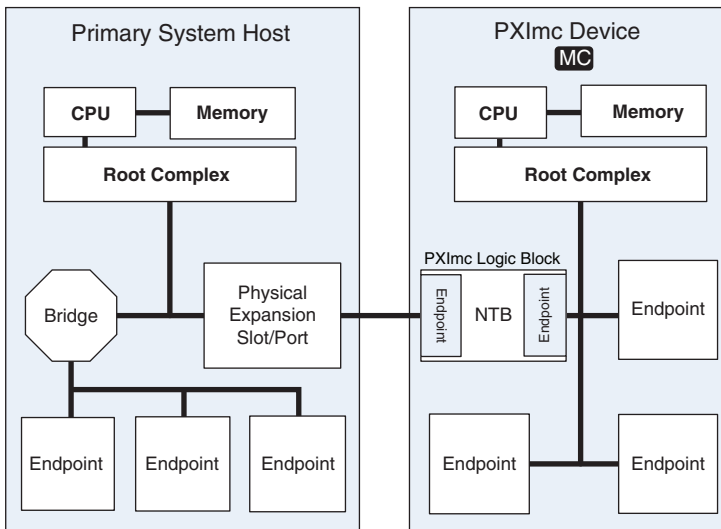 Primary System Host
CPU
Memory
Root Complex
Bridge
Physical
Expansion
Slot/Port
Endpoint
Endpoint
Endpoint
PXImc Device
MC
CPU
Memory
Root Complex
PXImc Logic Block
Endpoint
NTB
Endpoint
Endpoint
Endpoint
Endpoint